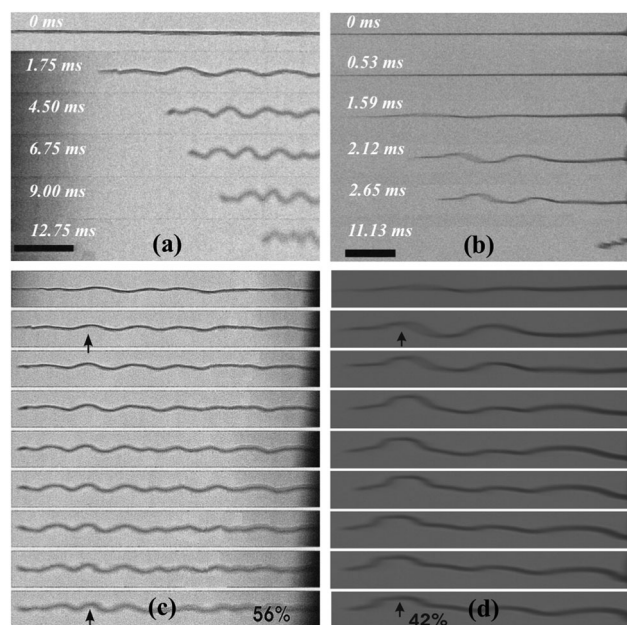 0 ms
1.75 ms
4.50 ms
6.75 ms
9.00 ms
12.75 ms
(a)
0 ms
0.53 ms
1.59 ms
2.12 ms
2.65 ms
11.13 ms
(b)
(c)
56%
(d)
42%